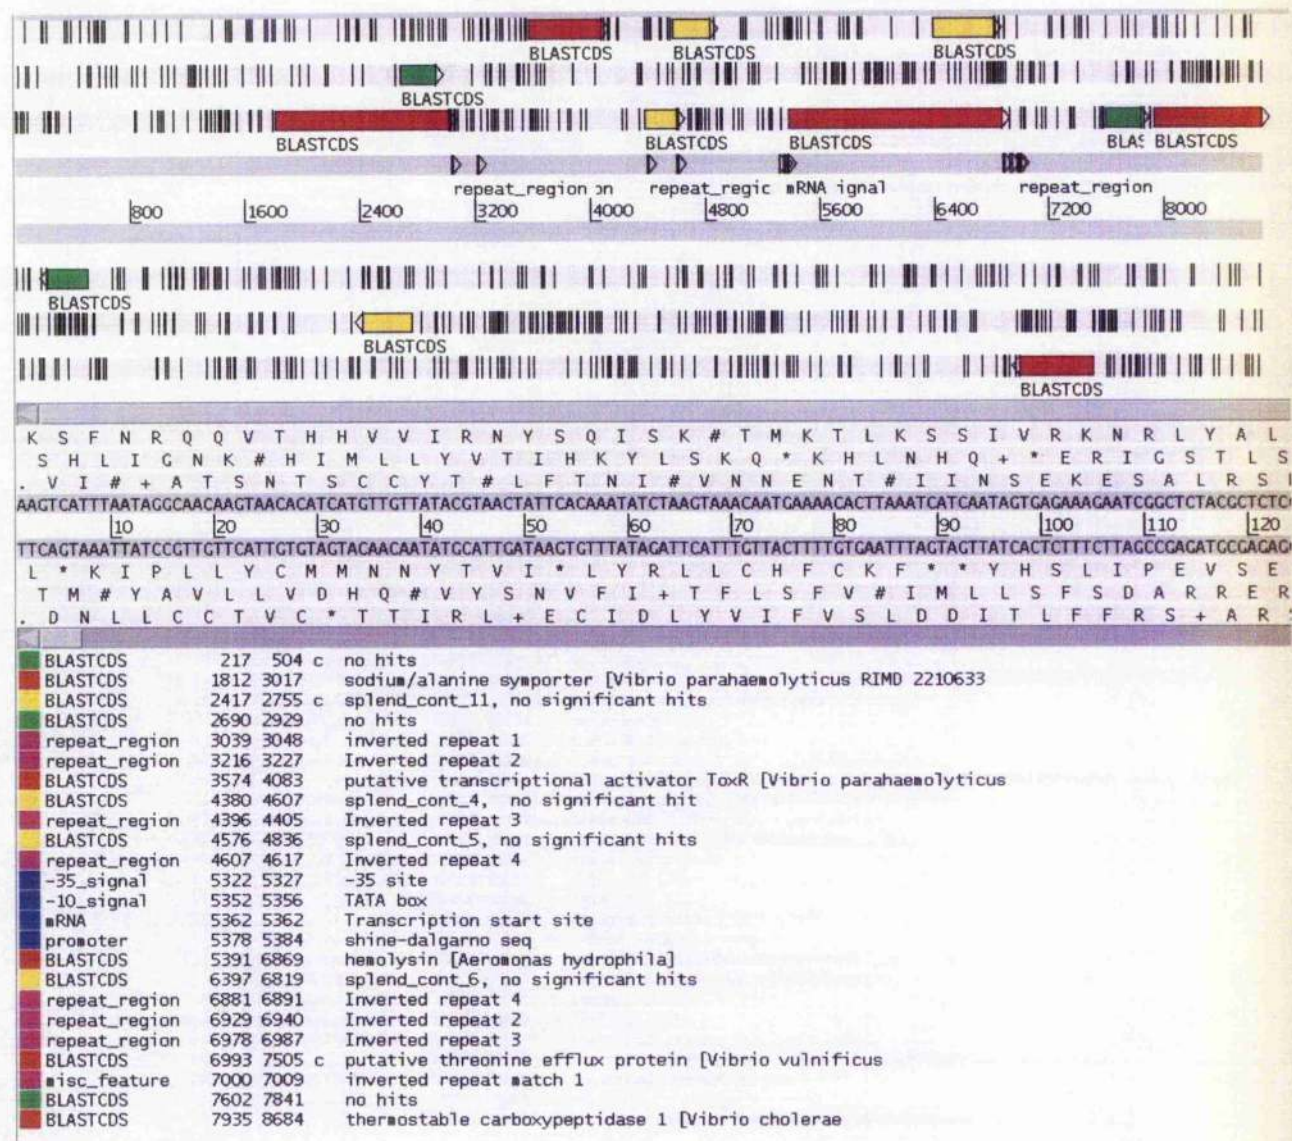 BLASTCDS BLASTCDS BLASTCDS
BLASTCDS
BLASTCDS BLASTCDS BLASTCDS BLAS BLASTCDS
repeat_region on repeat_regic mRNA ignal repeat_region
800 1600 2400 3200 4000 4800 5600 6400 7200 8000
BLASTCDS
BLASTCDS
BLASTCDS
K S F N R Q Q V T H H V V I R N Y S Q I S K # T M K T L K S S I V R K N R L Y A L
S H L I G N K # H I M L L Y V T I H K Y L S K Q * K H L N H Q + * E R I G S T L S
. V I # + A T S N T S C C Y T # L F T N I # V N N E N T # I I N S E K E S A L R S
AAGTCATTTAATAGGCAACAAGTAACACATCATGTTGTTATACGTAACTATTCACAAATATCTAAGTAAACAATGAAAACACTTAAATCATCAATAGTGAGAAAGAATCGGCTCTACGCTCTC
10 20 30 40 50 60 70 80 90 100 110 120
TTCAGTAAATTATCCGTTGTTCATTGTGTAGTACAACAATATGCATTGATAAGTGTTTATAGATTCATTTGTTACTTTTGTGAATTTAGTAGTTATCACTCTTTCTTAGCCGAGATGCGAGAG
L * K I P L L Y C M M N N Y T V I * L Y R L L C H F C K F * * Y H S L I P E V S E
T M # Y A V L L V C * T Q # V Y S N V F I + T F L S F V # I M L L S F S D A R R E R
. D N L L C C T V C * T T I R L + E C I D L Y V I F V S L D D I T L F F R S + A R
BLASTCDS 217 504 c no hits
BLASTCDS 1812 3017 sodium/alanine symporter [Vibrio parahaemolyticus RIMD 2210633
BLASTCDS 2417 2755 c splend_cont_11, no significant hits
BLASTCDS 2690 2929 no hits
repeat_region 3039 3048 inverted repeat 1
repeat_region 3216 3227 Inverted repeat 2
BLASTCDS 3574 4083 putative transcriptional activator ToxR [Vibrio parahaemolyticus
BLASTCDS 4380 4607 splend_cont_4, no significant hit
repeat_region 4396 4405 Inverted repeat 3
BLASTCDS 4576 4836 splend_cont_5, no significant hits
repeat_region 4607 4617 Inverted repeat 4
-35_signal 5322 5327 -35 site
-10_signal 5352 5356 TATA box
mRNA 5362 5362 Transcription start site
promoter 5378 5384 shine-dalgarno seq
BLASTCDS 5391 6869 hemolysin [Aeromonas hydrophila]
BLASTCDS 6397 6819 splend_cont_6, no significant hits
repeat_region 6881 6891 Inverted repeat 4
repeat_region 6929 6940 Inverted repeat 2
repeat_region 6978 6987 Inverted repeat 3
BLASTCDS 6993 7505 c putative threonine efflux protein [Vibrio vulnificus
misc_feature 7000 7009 inverted repeat match 1
BLASTCDS 7602 7841 no hits
BLASTCDS 7935 8684 thermostable carboxypeptidase 1 [Vibrio cholerae